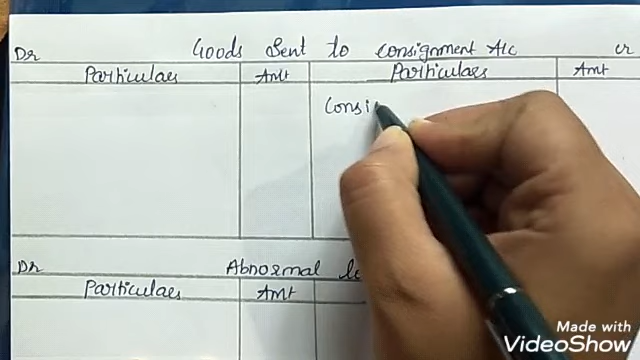 Dr Goods Sent to Consignment A/c cr
Particulars Amt Particulars Amt
Consi
Dr Abnormal
Particulars Amt
Made with
VideoShow